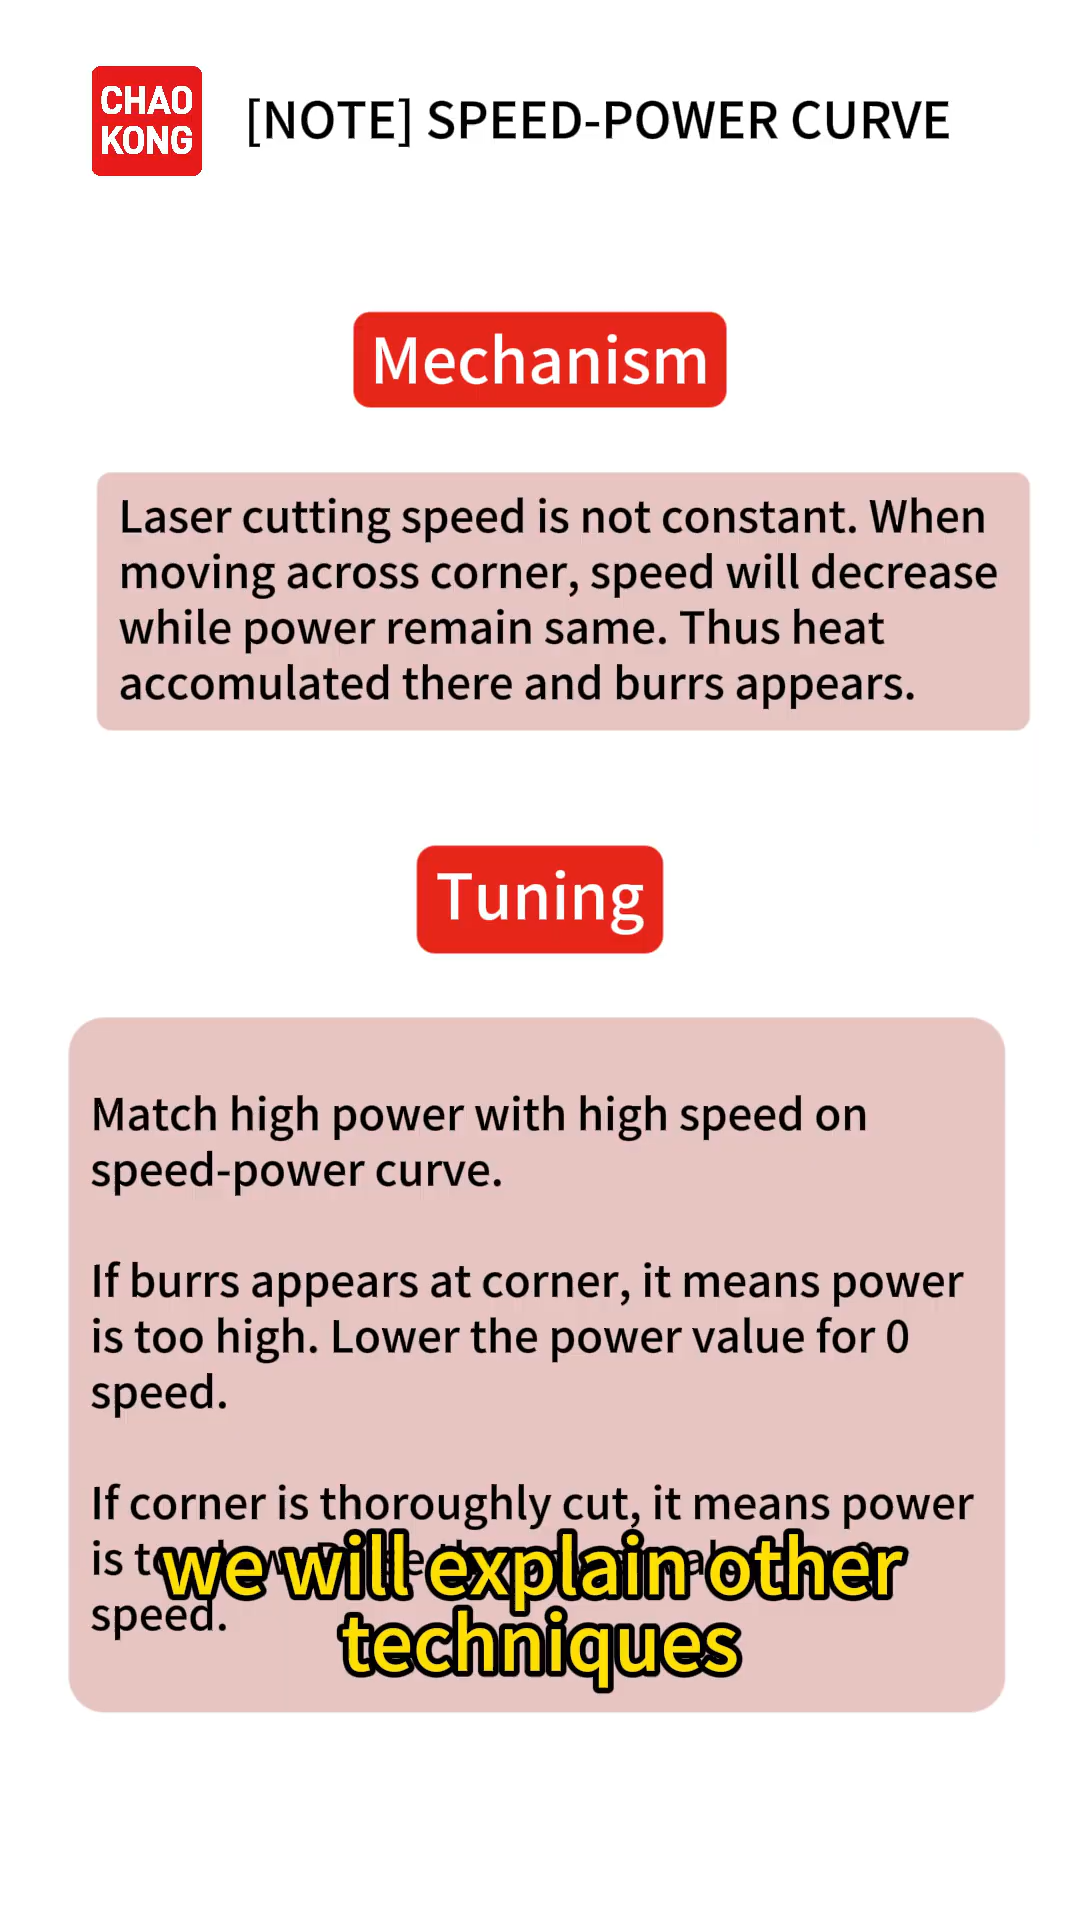 CHAO
KONG
[NOTE] SPEED-POWER CURVE
Mechanism
Laser cutting speed is not constant. When
moving across corner, speed will decrease
while power remain same. Thus heat
accomulated there and burrs appears.
Tuning
Match high power with high speed on
speed-power curve.
If burrs appears at corner, it means power
is too high. Lower the power value for 0
speed.
If corner is thoroughly cut, it means power
is
speed.
we will explain other
techniques